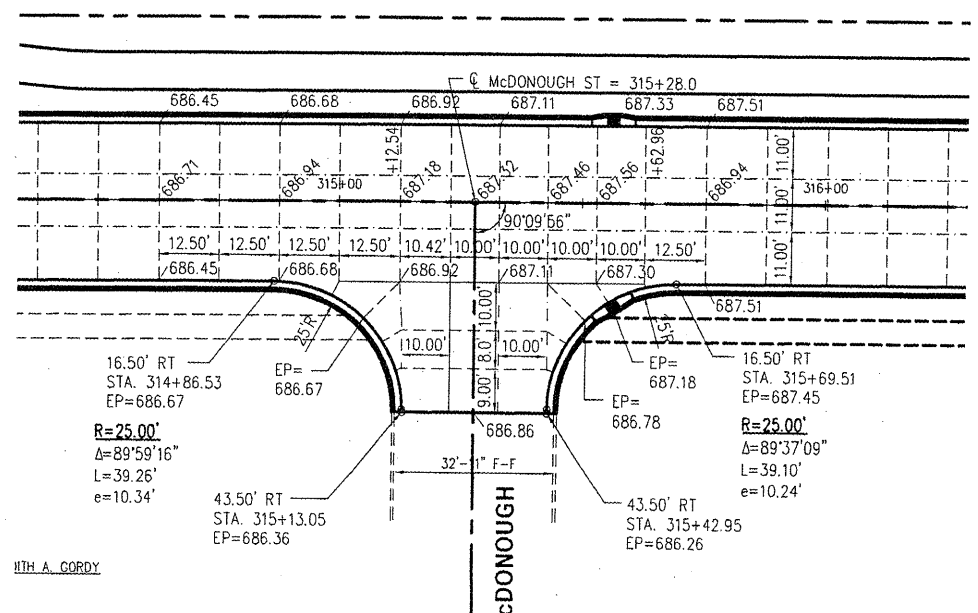 ℄ McDONOUGH ST = 315+28.0
686.45
686.68
686.92
687.11
687.33
687.51
+12.54
+62.96
11.00'
686.71
686.94
315+00
687.18
687.32
687.46
687.56
686.94
316+00
11.00'
90°09'56"
12.50'
12.50'
12.50'
12.50'
10.42'
10.00'
10.00'
10.00'
10.00'
12.50'
11.00'
686.45
686.68
686.92
687.11
687.30
687.51
10.00'
25'R
25'R
10.00'
8.0'
10.00'
9.00'
16.50' RT
STA. 314+86.53
EP=686.67
EP=
686.67
EP=
687.18
16.50' RT
STA. 315+69.51
EP=687.45
EP=
686.78
R=25.00'
Δ=89°59'16"
L=39.26'
e=10.34'
686.86
R=25.00'
Δ=89°37'09"
L=39.10'
e=10.24'
32'-11" F-F
43.50' RT
STA. 315+13.05
EP=686.36
43.50' RT
STA. 315+42.95
EP=686.26
McDONOUGH
DITH A. GORDY